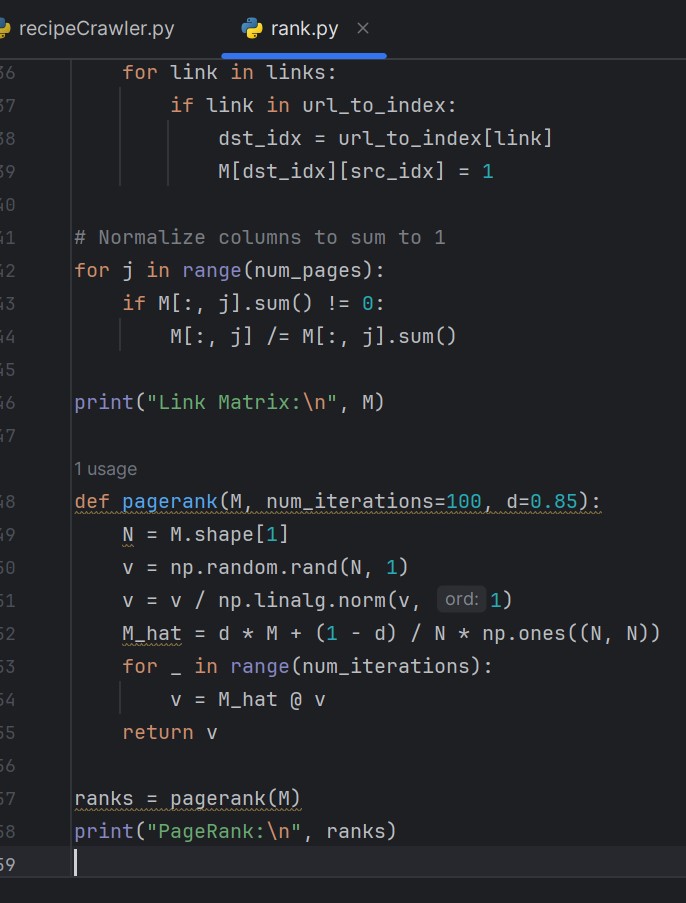 recipeCrawler.py rank.py ×
36 for link in links:
37 if link in url_to_index:
38 dst_idx = url_to_index[link]
39 M[dst_idx][src_idx] = 1
40
41 # Normalize columns to sum to 1
42 for j in range(num_pages):
43 if M[:, j].sum() != 0:
44 M[:, j] /= M[:, j].sum()
45
46 print("Link Matrix:\n", M)
47
1 usage
48 def pagerank(M, num_iterations=100, d=0.85):
49 N = M.shape[1]
50 v = np.random.rand(N, 1)
51 v = v / np.linalg.norm(v, ord: 1)
52 M_hat = d * M + (1 - d) / N * np.ones((N, N))
53 for _ in range(num_iterations):
54 v = M_hat @ v
55 return v
56
57 ranks = pagerank(M)
58 print("PageRank:\n", ranks)
59